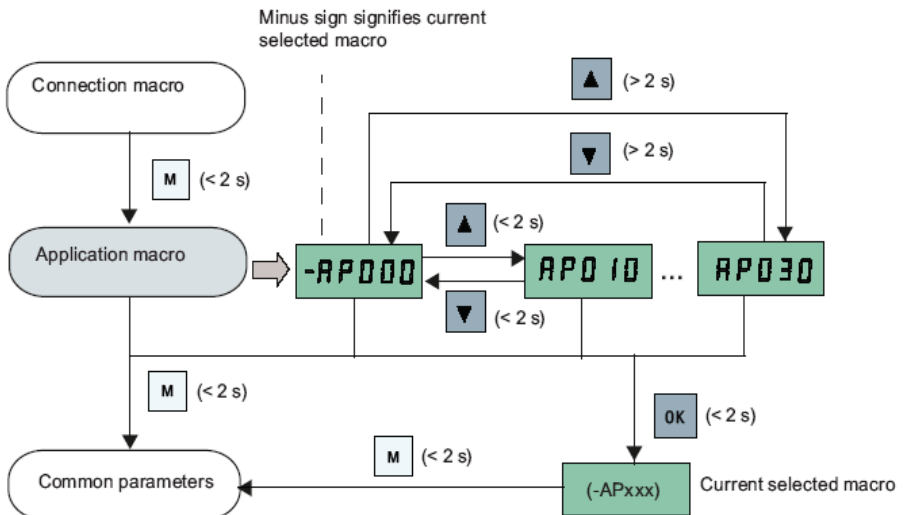 Minus sign signifies current
selected macro
Connection macro
▲ (> 2 s)
▼ (> 2 s)
M (< 2 s)
▲ (< 2 s)
Application macro
-AP000
AP010 ... AP030
▼ (< 2 s)
M (< 2 s)
OK (< 2 s)
M (< 2 s)
Common parameters
(-APxxx)
Current selected macro